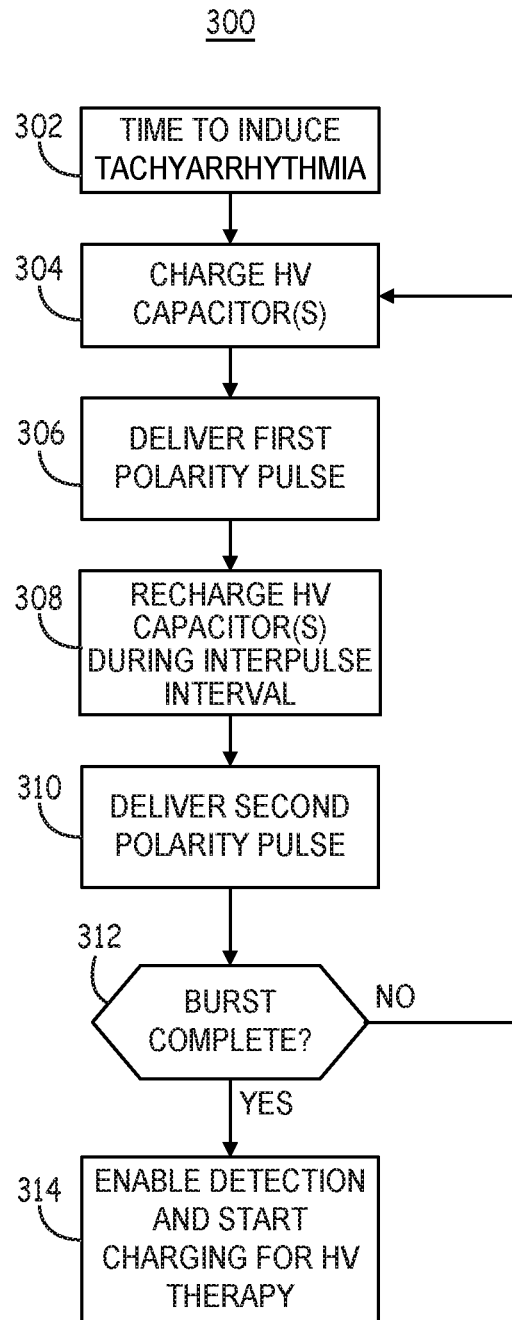 300
302
TIME TO INDUCE
TACHYARRHYTHMIA
304
CHARGE HV
CAPACITOR(S)
306
DELIVER FIRST
POLARITY PULSE
308
RECHARGE HV
CAPACITOR(S)
DURING INTERPULSE
INTERVAL
310
DELIVER SECOND
POLARITY PULSE
312
BURST
COMPLETE?
NO
YES
314
ENABLE DETECTION
AND START
CHARGING FOR HV
THERAPY